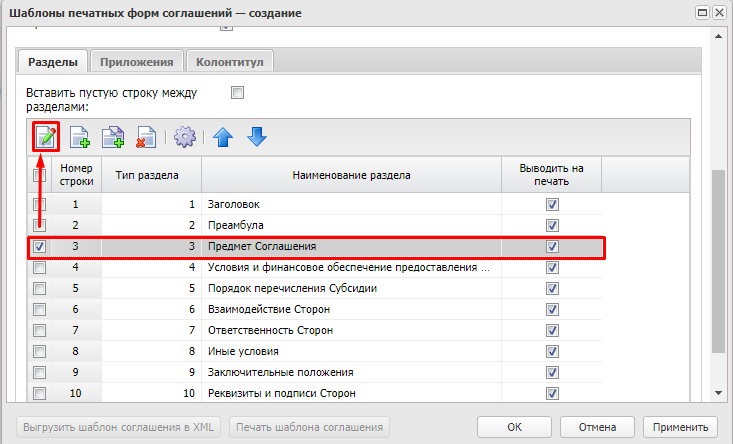 Шаблоны печатных форм соглашений — создание
Разделы Приложения Колонтитул
Вставить пустую строку между
разделами:
Номер строки Тип раздела Наименование раздела Выводить на печать
1 1 Заголовок
2 2 Преамбула
3 3 Предмет Соглашения
4 4 Условия и финансовое обеспечение предоставления ...
5 5 Порядок перечисления Субсидии
6 6 Взаимодействие Сторон
7 7 Ответственность Сторон
8 8 Иные условия
9 9 Заключительные положения
10 10 Реквизиты и подписи Сторон
Выгрузить шаблон соглашения в XML Печать шаблона соглашения ОК Отмена Применить